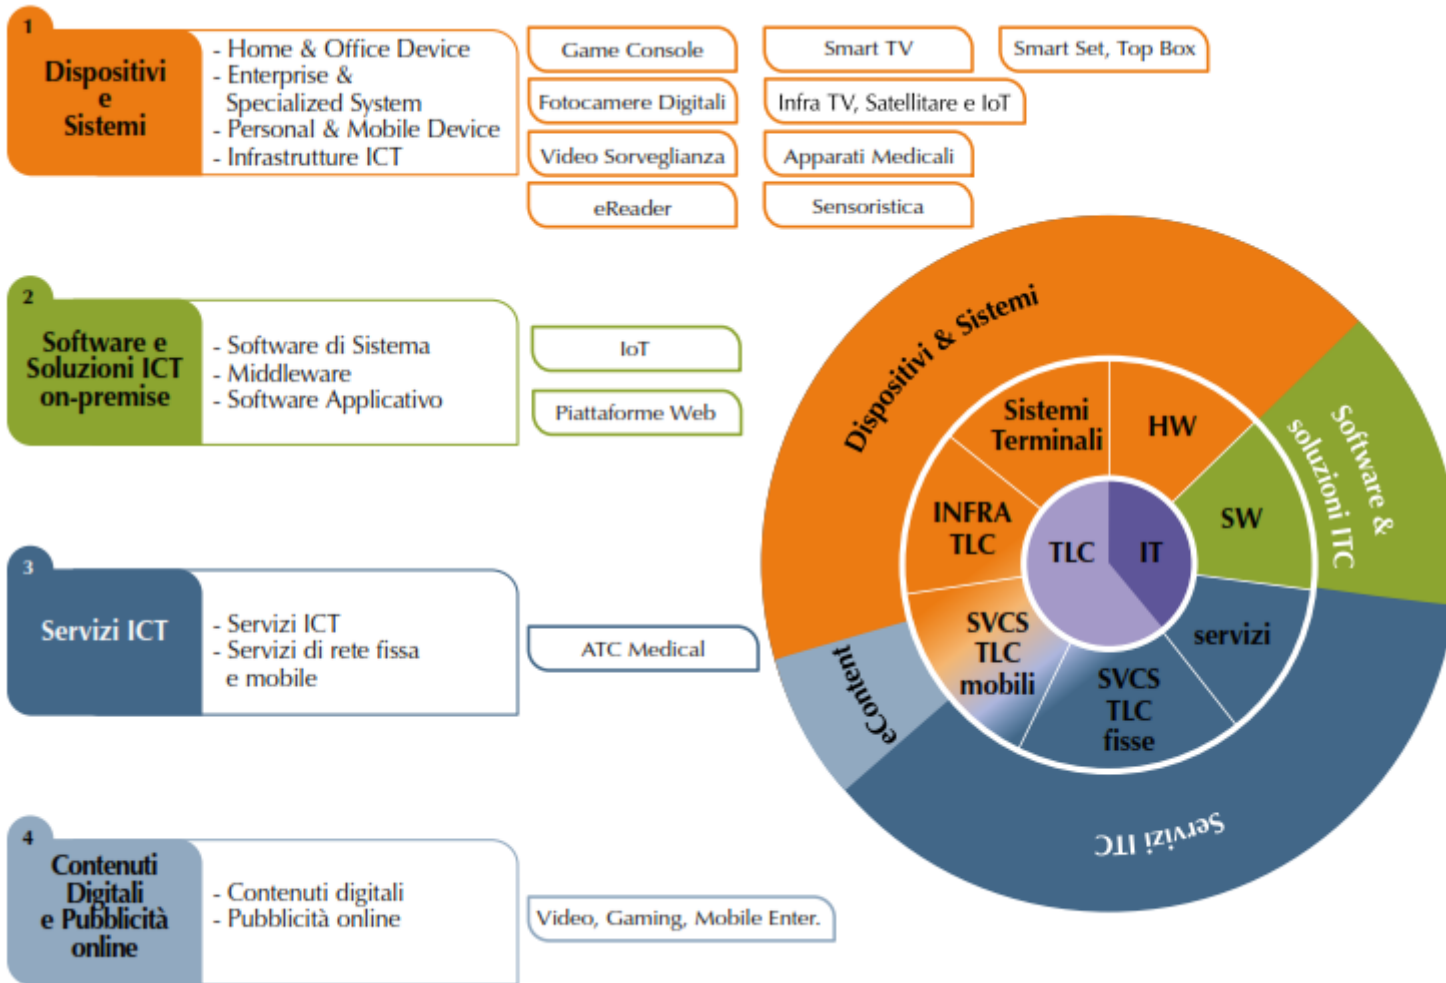 1
Dispositivi
e
Sistemi
- Home & Office Device
- Enterprise &
Specialized System
- Personal & Mobile Device
- Infrastrutture ICT
Game Console
Smart TV
Smart Set, Top Box
Fotocamere Digitali
Infra TV, Satellitare e IoT
Video Sorveglianza
Apparati Medicali
eReader
Sensoristica
2
Software e
Soluzioni ICT
on-premise
- Software di Sistema
- Middleware
- Software Applicativo
IoT
Piattaforme Web
3
Servizi ICT
- Servizi ICT
- Servizi di rete fissa
e mobile
ATC Medical
4
Contenuti
Digitali
e Pubblicità
online
- Contenuti digitali
- Pubblicità online
Video, Gaming, Mobile Enter.
Dispositivi & Sistemi
Software &
soluzioni ITC
Servizi ITC
eContent
Sistemi
Terminali
HW
INFRA
TLC
SW
SVCS
TLC
mobili
SVCS
TLC
fisse
servizi
TLC
IT